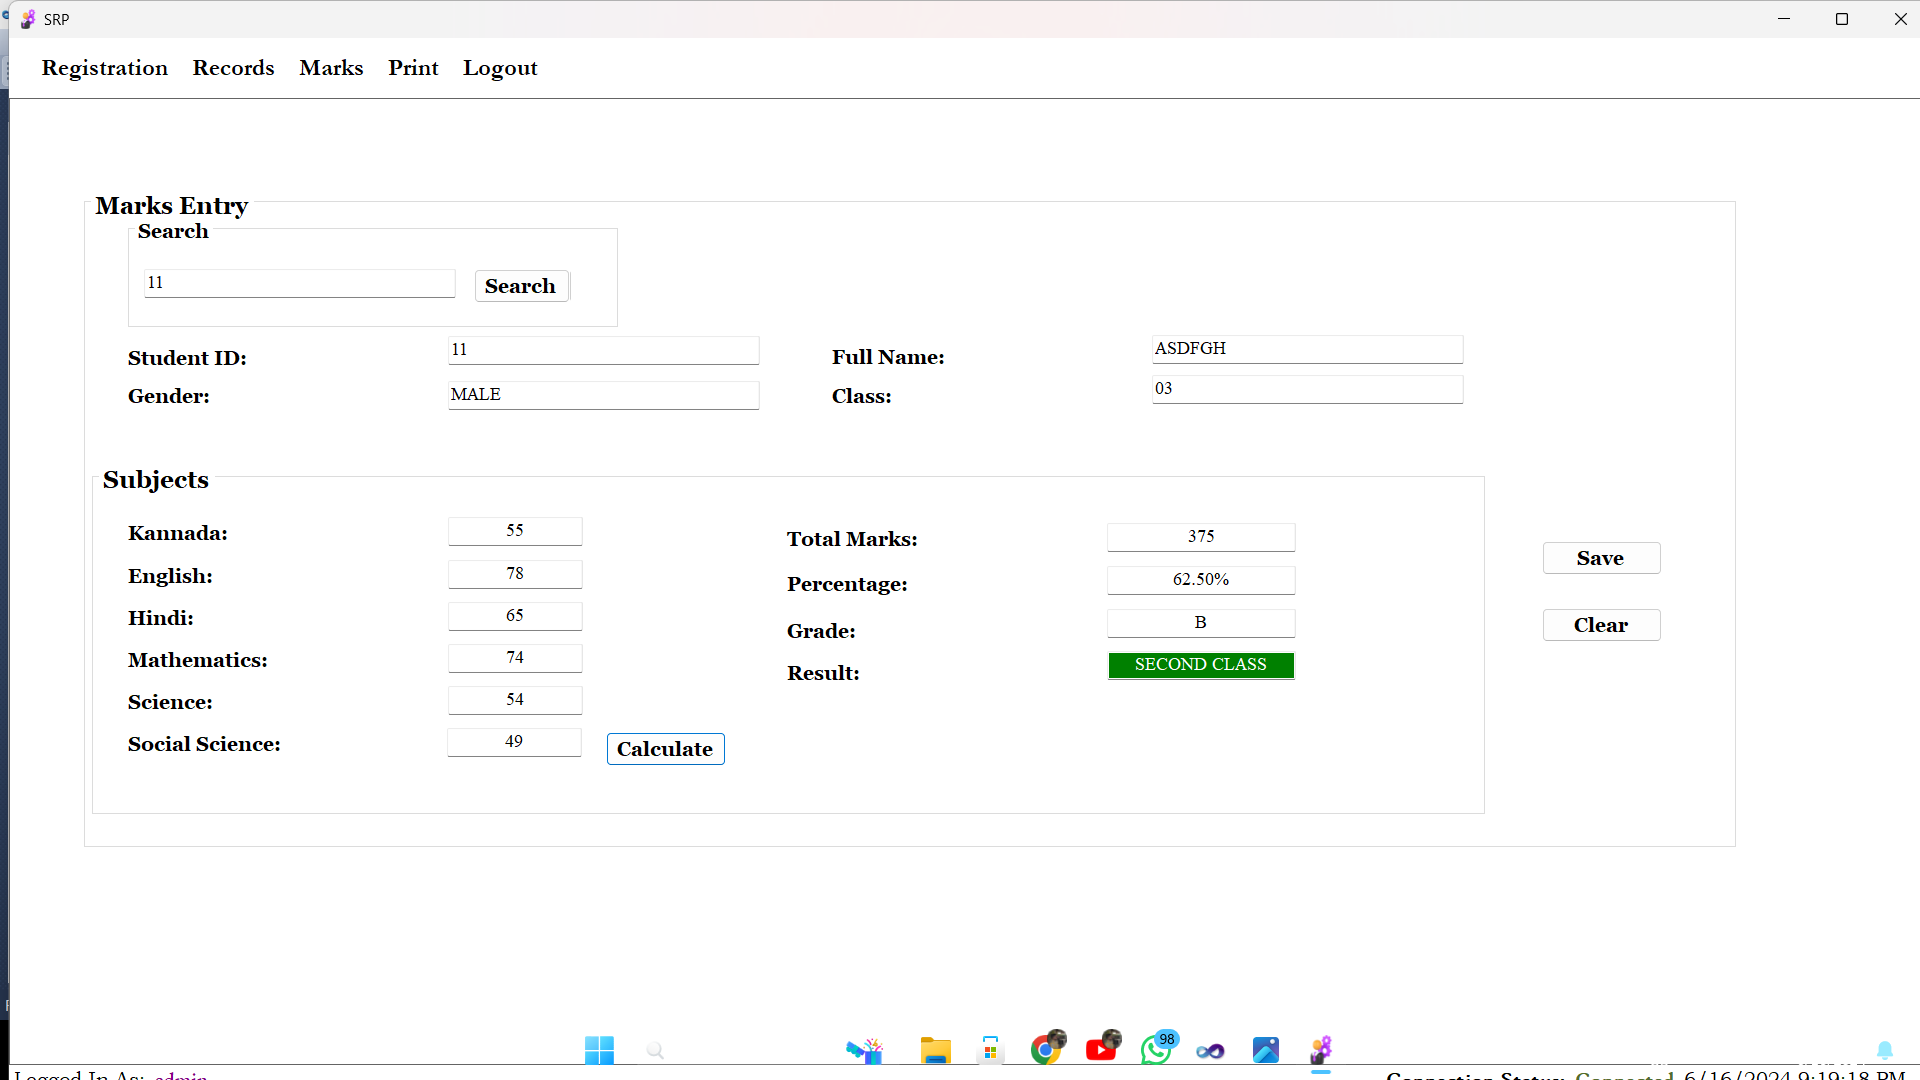 SRP
Registration Records Marks Print Logout
Marks Entry
Search
11 Search
Student ID: 11 Full Name: ASDFGH
Gender: MALE Class: 03
Subjects
Kannada: 55 Total Marks: 375
English: 78 Percentage: 62.50%
Hindi: 65 Grade: B
Mathematics: 74 Result: SECOND CLASS
Science: 54
Social Science: 49 Calculate
Save
Clear
98
Logged In As: admin Connection Status: Connected 6/16/2024 9:19:18 PM